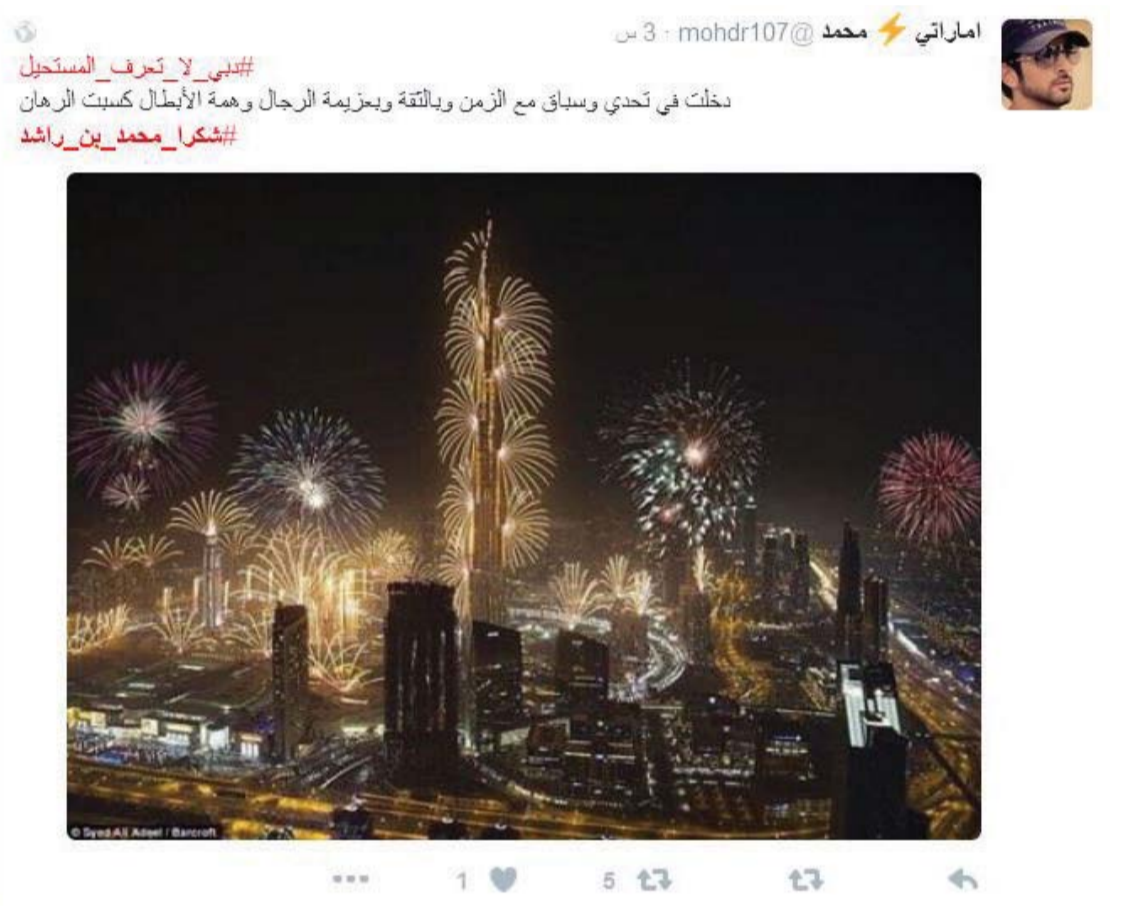 اماراتي ⚡ محمد @mohdr107 · 3 س
#دبي_لا_تعرف_المستحيل
دخلت في تحدي وسباق مع الزمن وبالثقة وبعزيمة الرجال وهمة الأبطال كسبت الرهان
#شكرا_محمد_بن_راشد
© Syed Ali Adeel / Barcroft
5
1